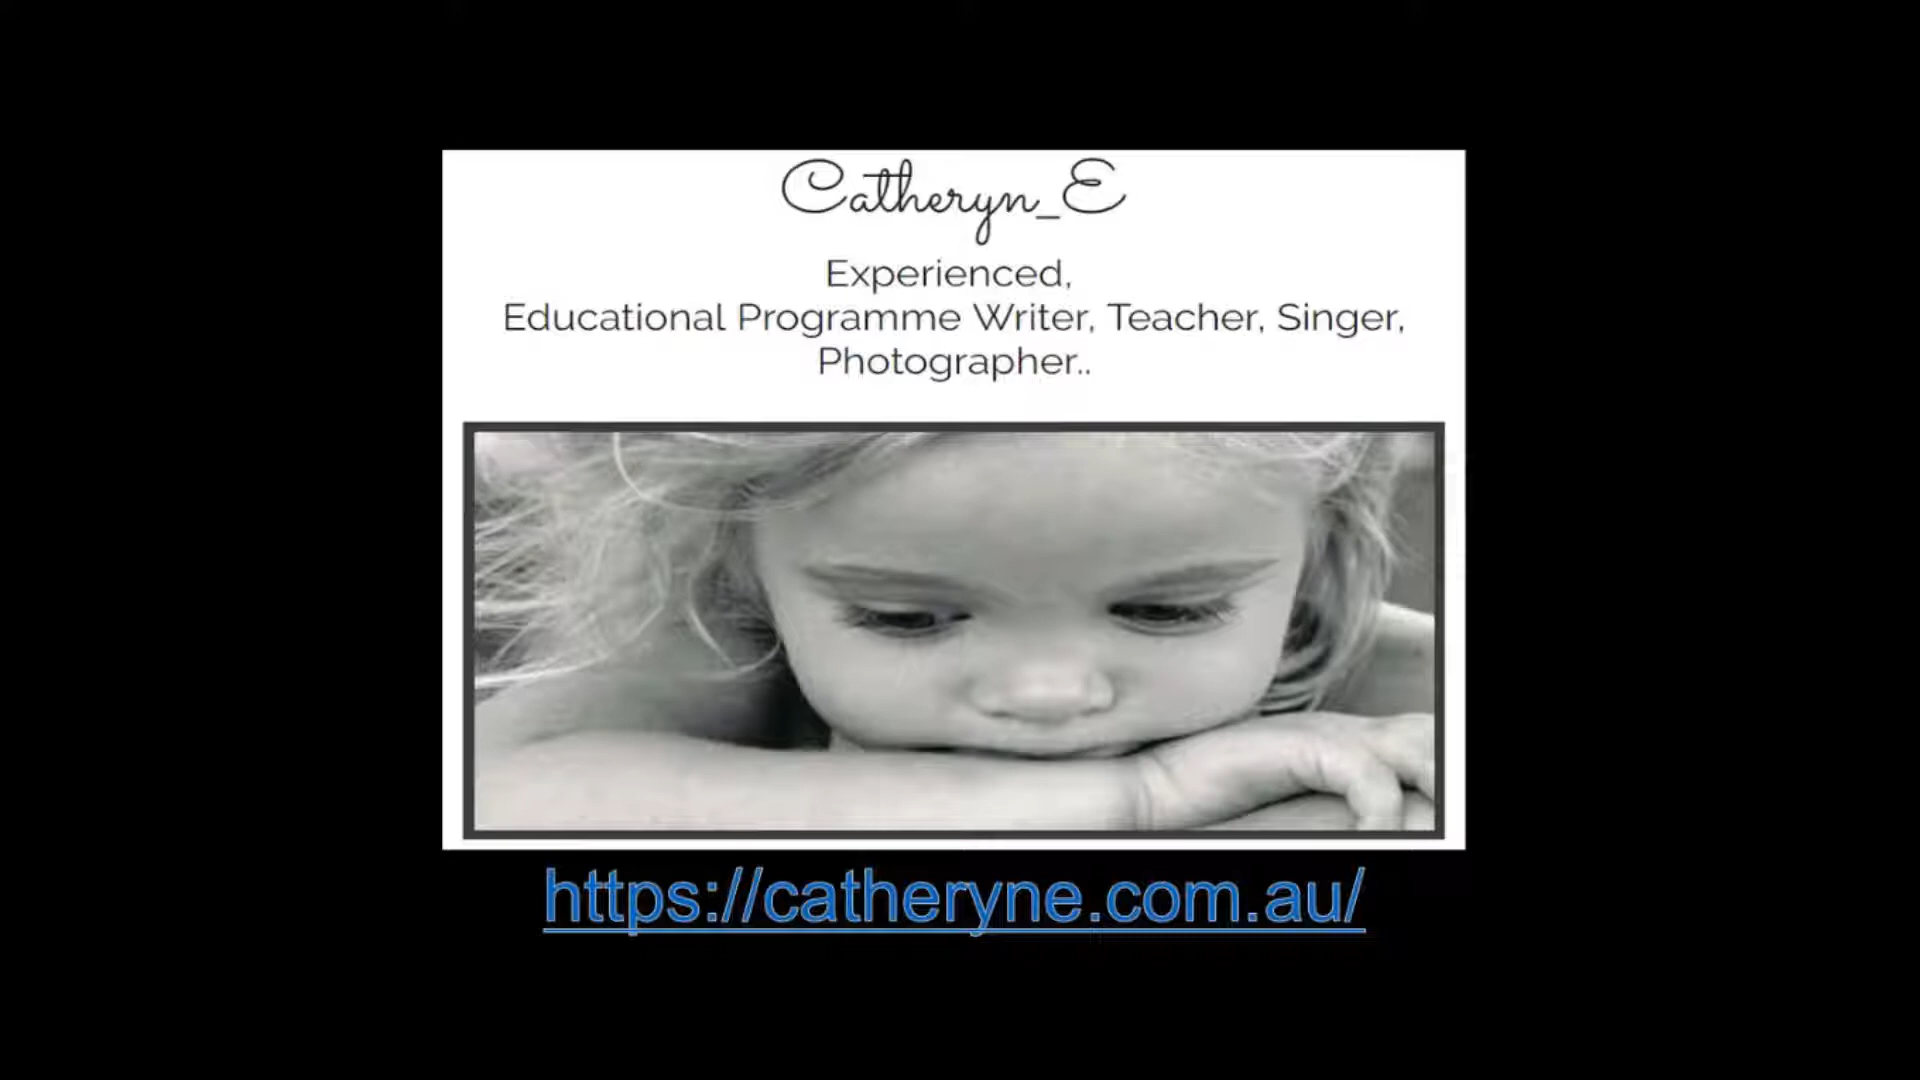 Catheryn_E
Experienced,
Educational Programme Writer, Teacher, Singer,
Photographer..
https://catheryne.com.au/